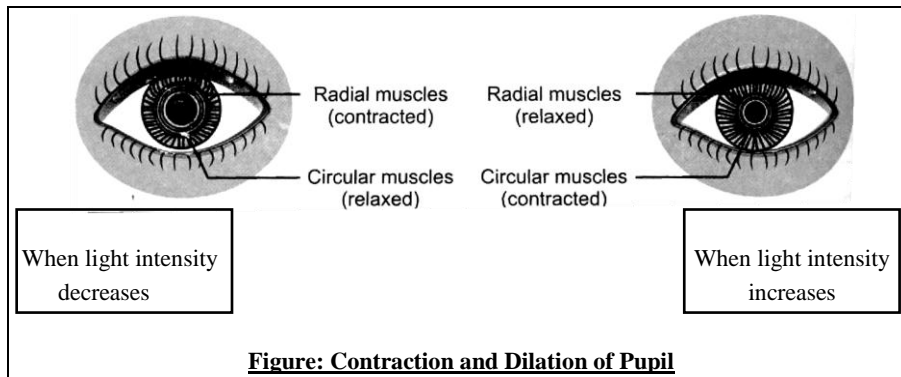 Radial muscles
(contracted)
Radial muscles
(relaxed)
Circular muscles
(relaxed)
Circular muscles
(contracted)
When light intensity
decreases
When light intensity
increases
Figure: Contraction and Dilation of Pupil